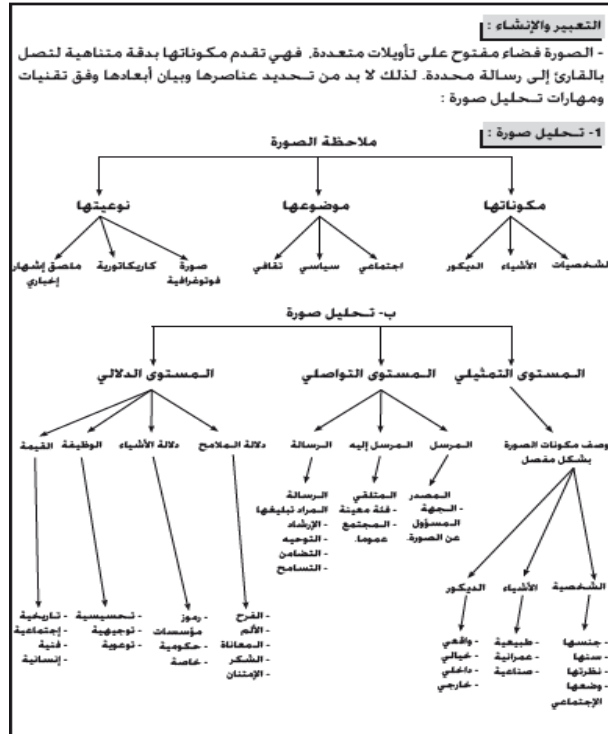 التعبير والإنشاء :
- الصورة فضاء مفتوح على تأويلات متعددة. فهي تقدم مكوناتها بدقة متناهية لتصل
بالقارئ إلى رسالة محددة. لذلك لا بد من تحديد عناصرها وبيان أبعادها وفق تقنيات
ومهارات تحليل صورة :
1- تحليل صورة :
ملاحظة الصورة
مكوناتها
موضوعها
نوعيتها
الشخصيات
الأشياء
الديكور
اجتماعي
سياسي
ثقافي
صورة
فوتوغرافية
كاريكاتورية
ملصق إشهار
إخباري
ب- تحليل صورة
المستوى التمثيلي
المستوى التواصلي
المستوى الدلالي
وصف مكونات الصورة
بشكل مفصل
المرسل
المرسل إليه
الرسالة
دلالة الملامح
دلالة الأشياء
الوظيفة
القيمة
المصدر
- الجهة
المسؤول
عن الصورة.
المتلقي
- فئة معينة
- المجتمع
عموما.
الرسالة
المراد تبليغها
- الإرشاد
- التوحيه
- التضامن
- التسامح
الشخصية
الأشياء
الديكور
- جنسها
- سنها
- نظرتها
- وضعها
الإجتماعي
- طبيعية
- عمرانية
- صناعية
- واقعي
- خيالي
- داخلي
- خارجي
- الفرح
- الألم
- المعاناة
- الشكر
- الإمتنان
- رموز
مؤسسات
- حكومية
- خاصة
- تحسيسية
- توجيهية
- توعوية
- تاريخية
- إجتماعية
- فنية
- إنسانية